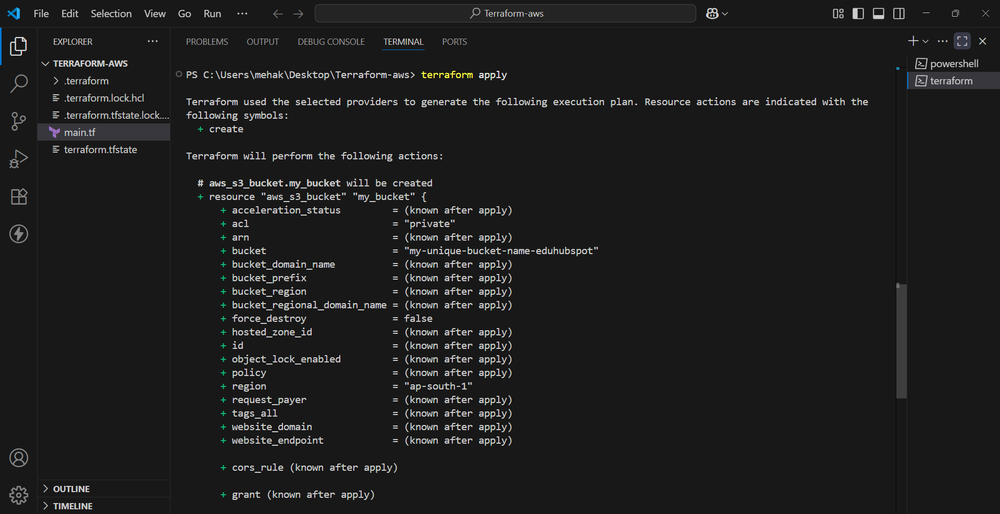 File Edit Selection View Go Run ··· Terraform-aws
EXPLORER ···
TERRAFORM-AWS
.terraform
.terraform.lock.hcl
.terraform.tfstate.lock....
main.tf
terraform.tfstate
OUTLINE
TIMELINE
PROBLEMS OUTPUT DEBUG CONSOLE TERMINAL PORTS
PS C:\Users\mehak\Desktop\Terraform-aws> terraform apply
Terraform used the selected providers to generate the following execution plan. Resource actions are indicated with the
following symbols:
+ create
Terraform will perform the following actions:
# aws_s3_bucket.my_bucket will be created
+ resource "aws_s3_bucket" "my_bucket" {
+ acceleration_status = (known after apply)
+ acl = "private"
+ arn = (known after apply)
+ bucket = "my-unique-bucket-name-eduhubspot"
+ bucket_domain_name = (known after apply)
+ bucket_prefix = (known after apply)
+ bucket_region = (known after apply)
+ bucket_regional_domain_name = (known after apply)
+ force_destroy = false
+ hosted_zone_id = (known after apply)
+ id = (known after apply)
+ object_lock_enabled = (known after apply)
+ policy = (known after apply)
+ region = "ap-south-1"
+ request_payer = (known after apply)
+ tags_all = (known after apply)
+ website_domain = (known after apply)
+ website_endpoint = (known after apply)
+ cors_rule (known after apply)
+ grant (known after apply)
powershell
terraform